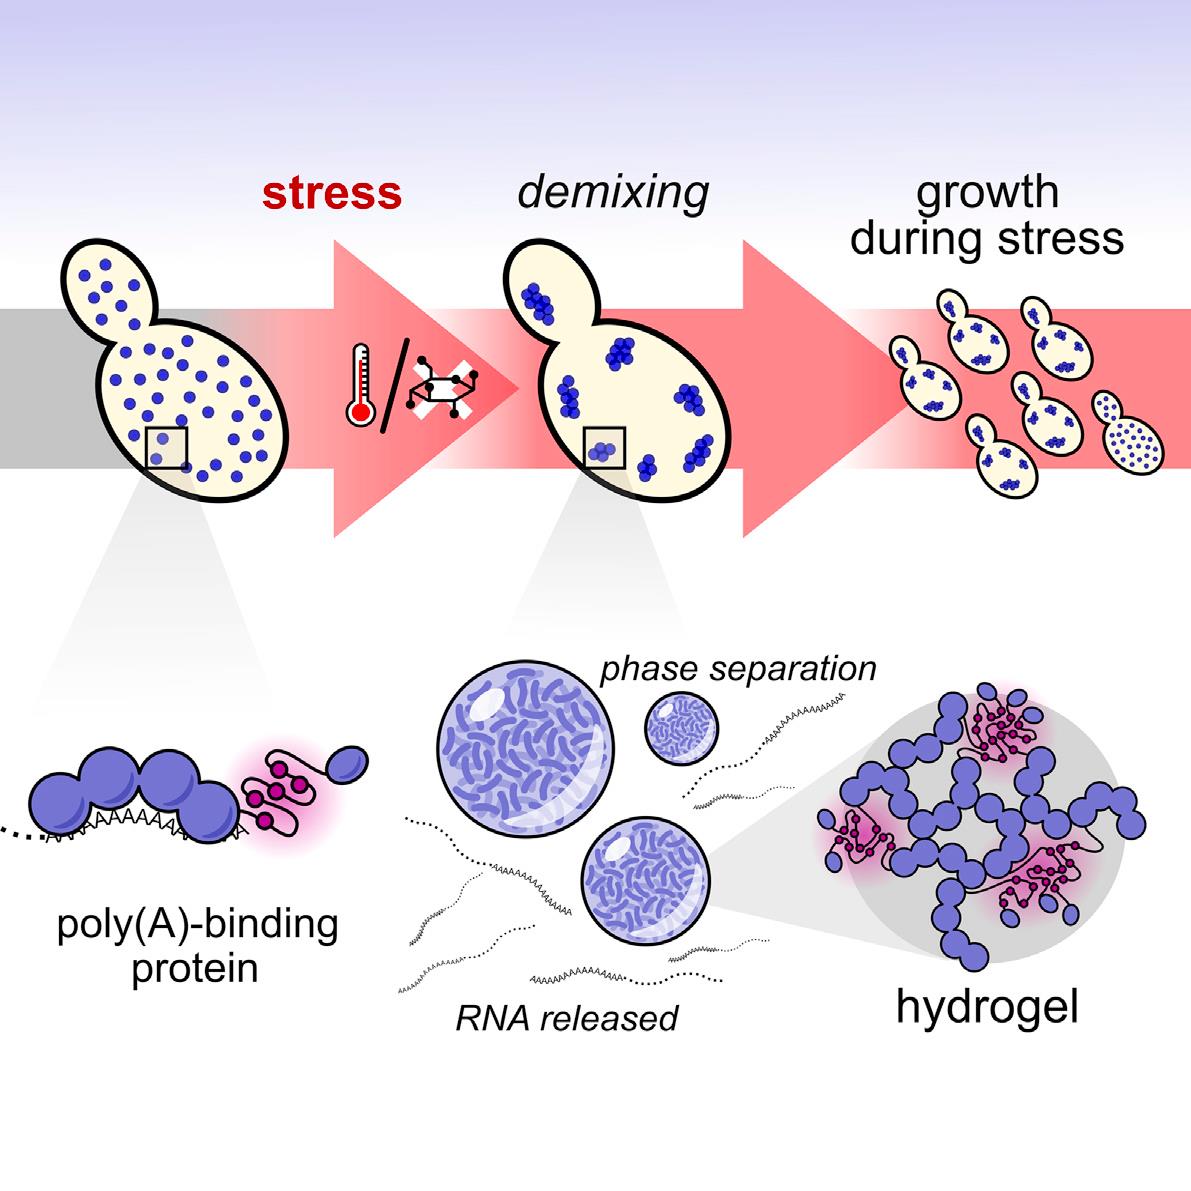 stress
demixing
growth
during stress
phase separation
poly(A)-binding
protein
RNA released
hydrogel